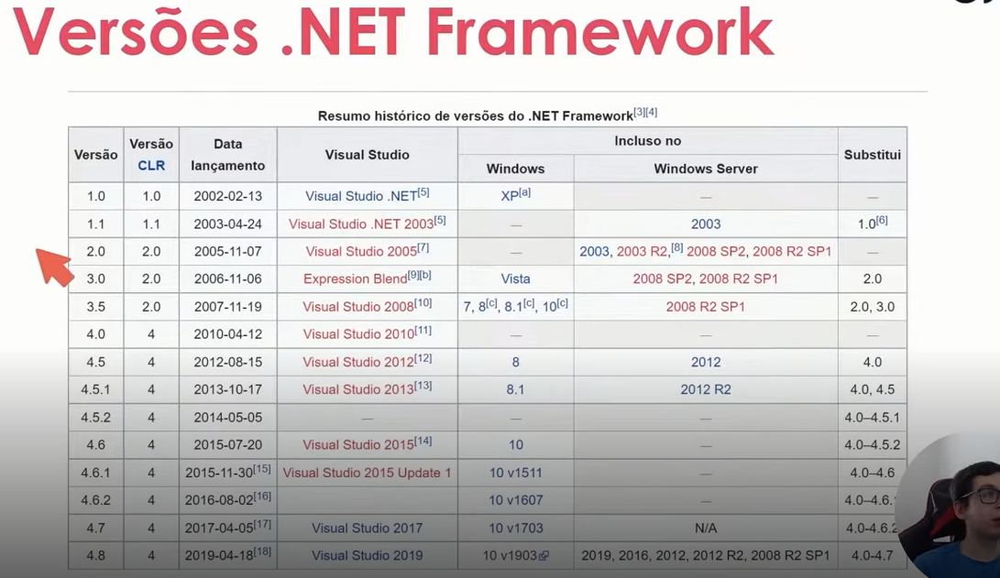 Versões .NET Framework
Resumo histórico de versões do .NET Framework[3][4]
Versão Versão CLR Data lançamento Visual Studio Incluso no Substitui
Windows Windows Server
1.0 1.0 2002-02-13 Visual Studio .NET[5] XP[a] — —
1.1 1.1 2003-04-24 Visual Studio .NET 2003[5] — 2003 1.0[6]
2.0 2.0 2005-11-07 Visual Studio 2005[7] — 2003, 2003 R2,[8] 2008 SP2, 2008 R2 SP1 —
3.0 2.0 2006-11-06 Expression Blend[9][b] Vista 2008 SP2, 2008 R2 SP1 2.0
3.5 2.0 2007-11-19 Visual Studio 2008[10] 7, 8[c], 8.1[c], 10[c] 2008 R2 SP1 2.0, 3.0
4.0 4 2010-04-12 Visual Studio 2010[11] — — —
4.5 4 2012-08-15 Visual Studio 2012[12] 8 2012 4.0
4.5.1 4 2013-10-17 Visual Studio 2013[13] 8.1 2012 R2 4.0, 4.5
4.5.2 4 2014-05-05 — — — 4.0–4.5.1
4.6 4 2015-07-20 Visual Studio 2015[14] 10 — 4.0–4.5.2
4.6.1 4 2015-11-30[15] Visual Studio 2015 Update 1 10 v1511 — 4.0–4.6
4.6.2 4 2016-08-02[16] 10 v1607 — 4.0–4.6.
4.7 4 2017-04-05[17] Visual Studio 2017 10 v1703 N/A 4.0-4.6.2
4.8 4 2019-04-18[18] Visual Studio 2019 10 v1903 2019, 2016, 2012, 2012 R2, 2008 R2 SP1 4.0-4.7